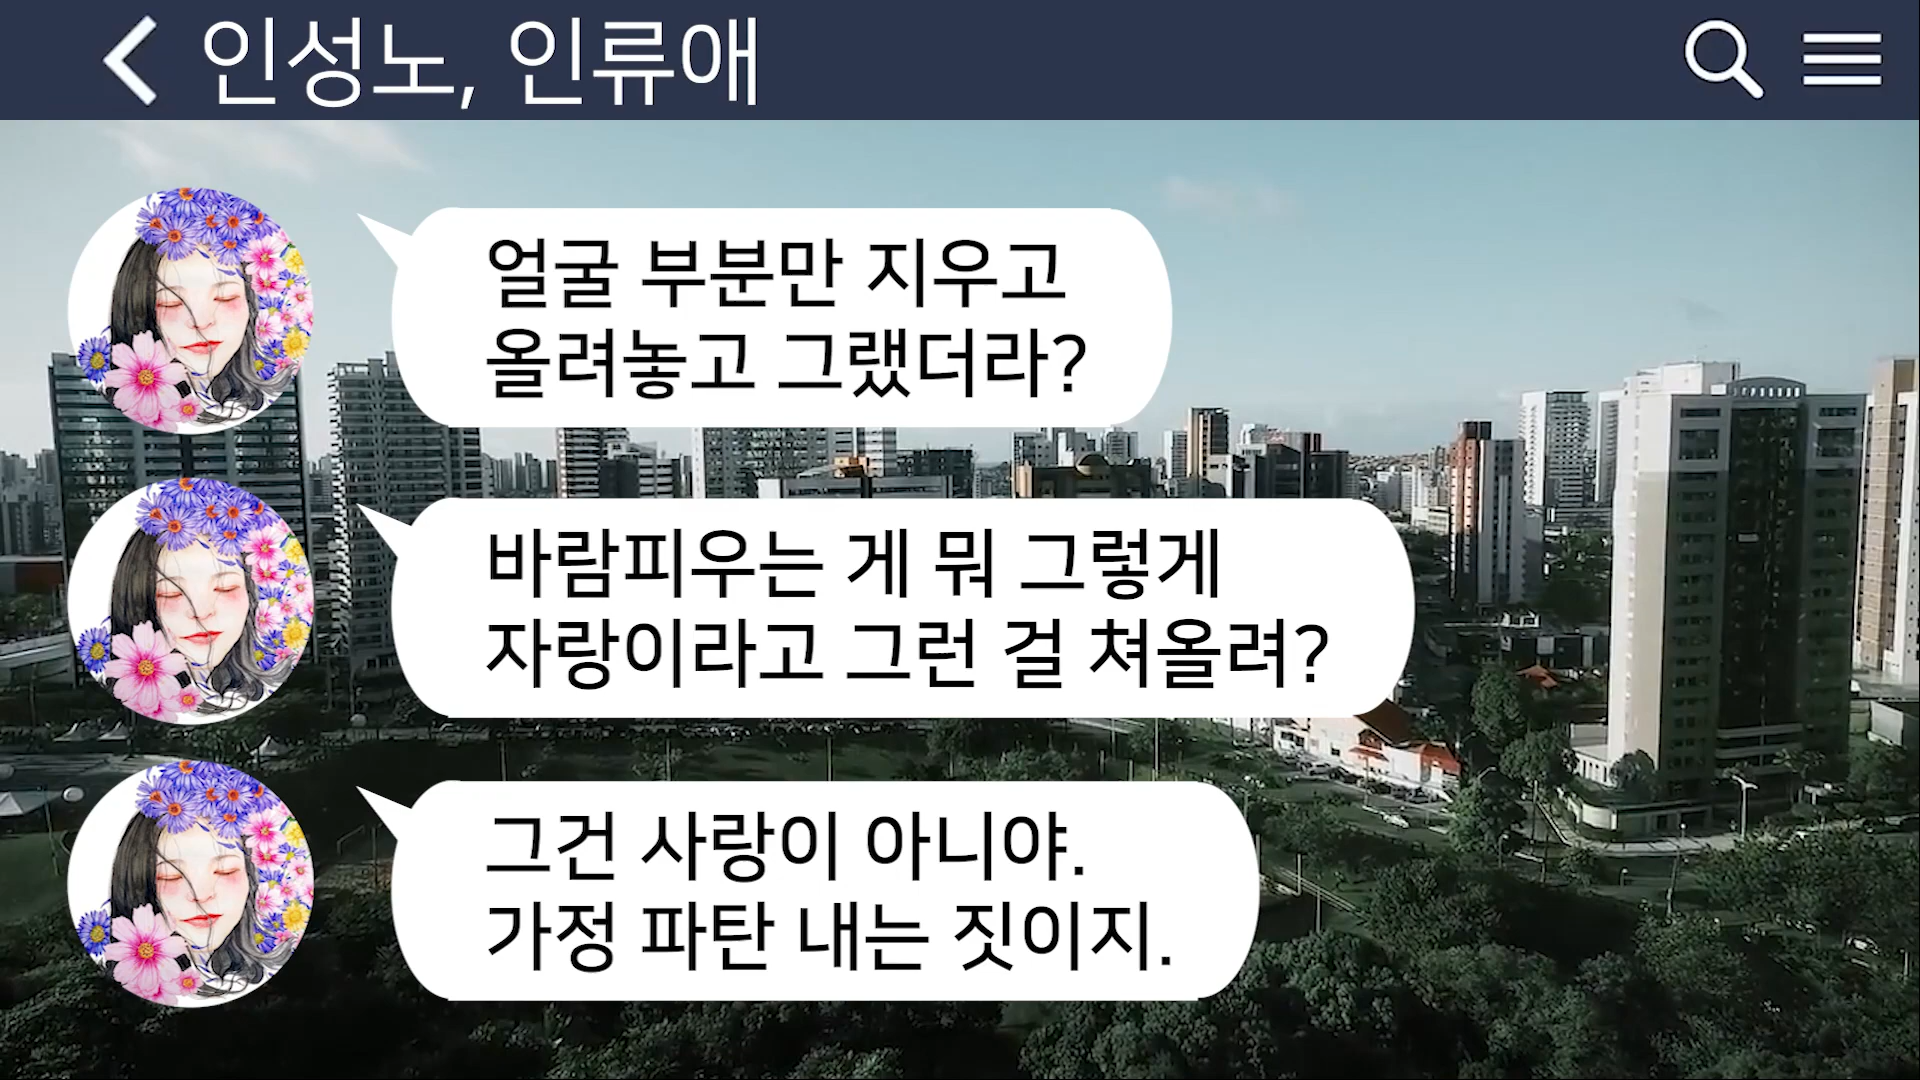 인성노, 인류애
얼굴 부분만 지우고
올려놓고 그랬더라?
바람피우는 게 뭐 그렇게
자랑이라고 그런 걸 쳐올려?
그건 사랑이 아니야.
가정 파탄 내는 짓이지.